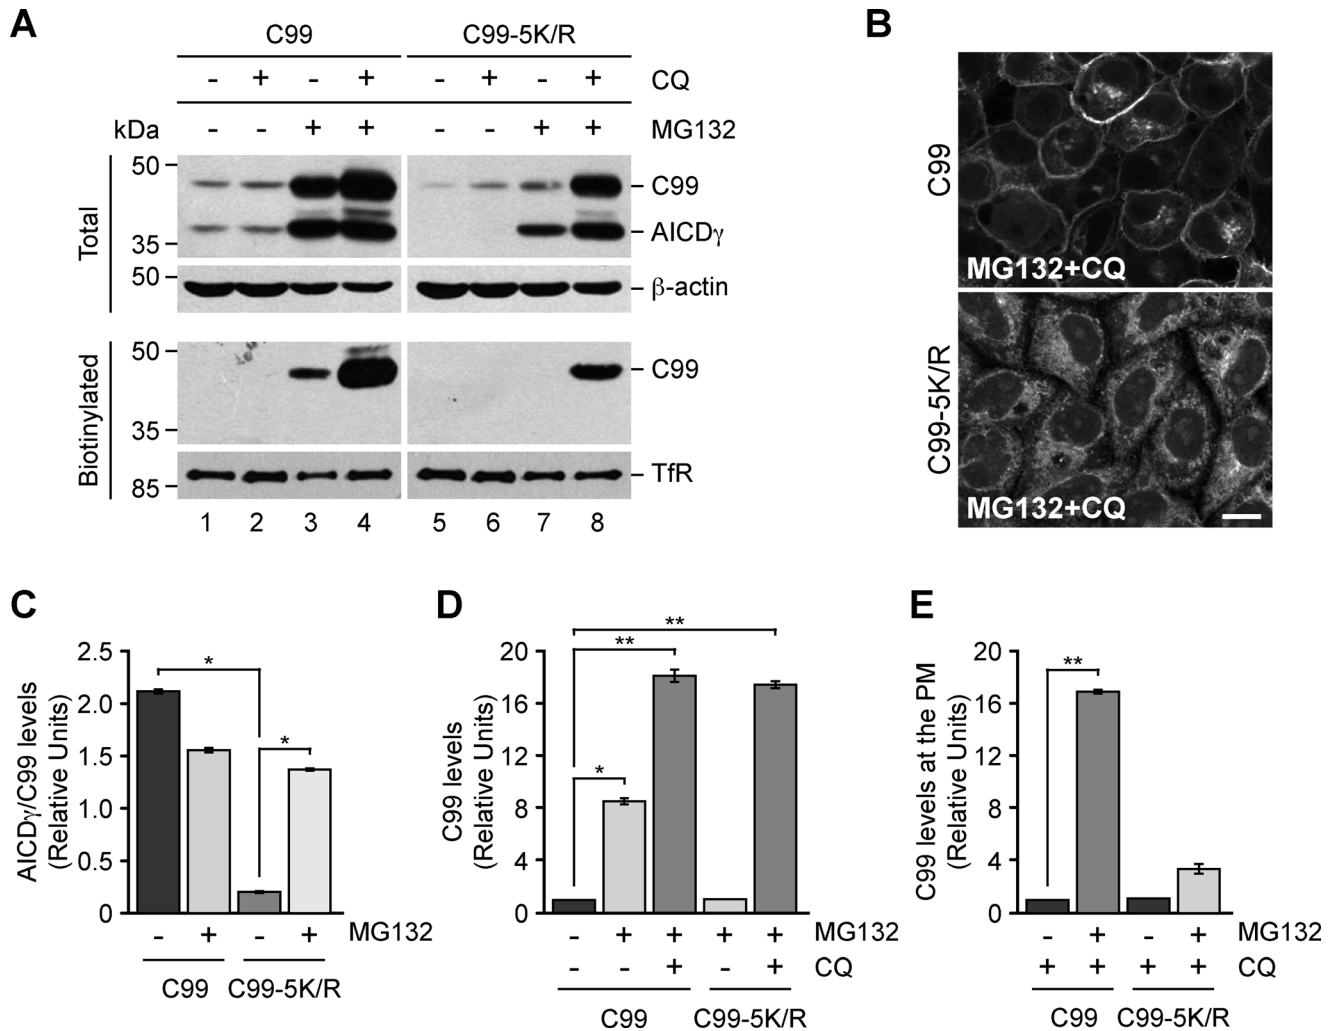 A
C99 C99-5K/R
- + - + - + - + CQ
kDa - - + + - - + + MG132
Total
50
C99
AICDγ
35
50
β-actin
Biotinylated
50
C99
35
TfR
85
1 2 3 4 5 6 7 8
B
C99
MG132+CQ
C99-5K/R
MG132+CQ
C
AICDγ/C99 levels
(Relative Units)
2.5
2.0
1.5
1.0
0.5
0
*
*
- + - + MG132
C99 C99-5K/R
D
C99 levels
(Relative Units)
20
16
12
8
4
0
**
**
*
- + + + + MG132
- - + - + CQ
C99 C99-5K/R
E
C99 levels at the PM
(Relative Units)
20
16
12
8
4
0
**
- + - + MG132
+ + + + CQ
C99 C99-5K/R